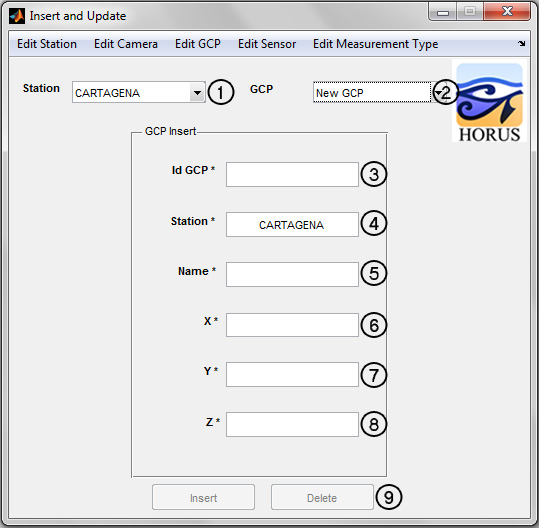 Insert and Update
Edit Station Edit Camera Edit GCP Edit Sensor Edit Measurement Type
Station CARTAGENA 1 GCP New GCP 2
HORUS
GCP Insert
Id GCP * 3
Station * CARTAGENA 4
Name * 5
X * 6
Y * 7
Z * 8
Insert Delete 9